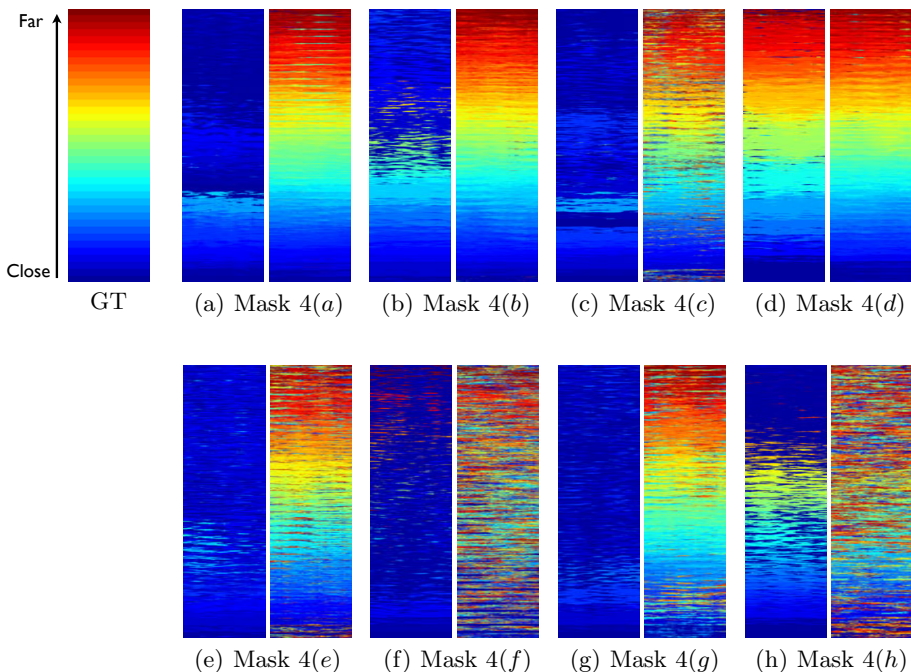 Far
Close
GT
(a) Mask 4(a)
(b) Mask 4(b)
(c) Mask 4(c)
(d) Mask 4(d)
(e) Mask 4(e)
(f) Mask 4(f)
(g) Mask 4(g)
(h) Mask 4(h)